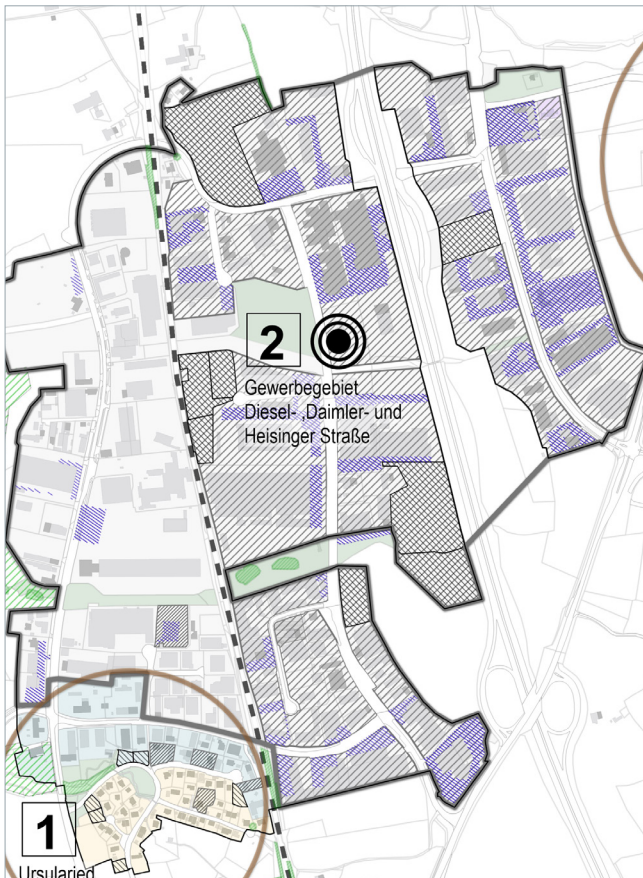 2
Gewerbegebiet
Diesel- ,Daimler- und
Heisinger Straße
1
Ursularied